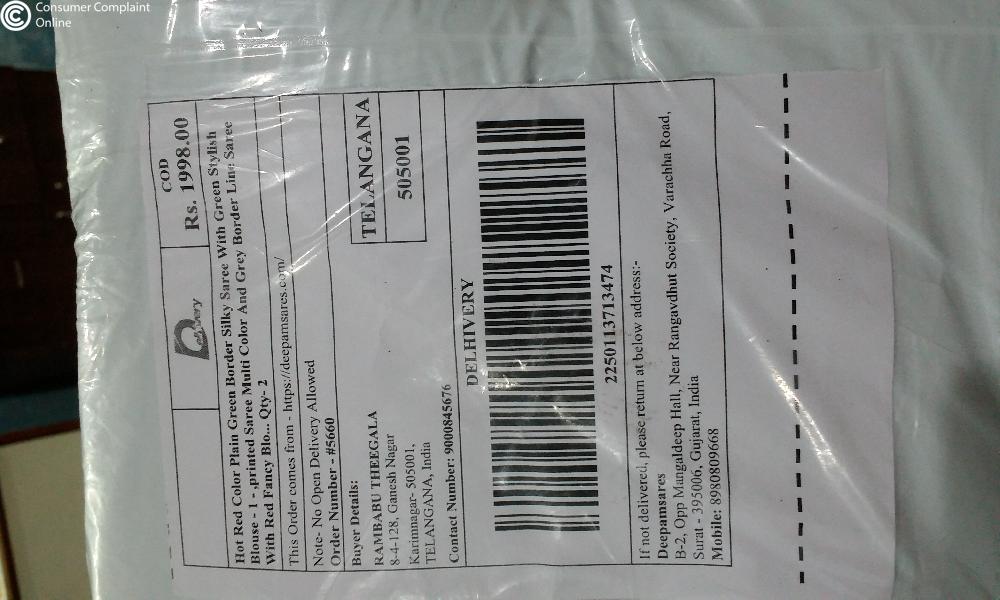 Consumer Complaint
Online
Delivery
COD
Rs. 1998.00
Hot Red Color Plain Green Border Silky Saree With Green Stylish
Blouse - 1 - ,printed Saree Multi Color And Grey Border Line Saree
With Red Fancy Blo... Qty- 2
This Order comes from - https://deepamsares.com/
Note- No Open Delivery Allowed
Order Number - #5660
Buyer Details:
RAMBABU THEEGALA
8-4-128, Ganesh Nagar
Karimnagar- 505001,
TELANGANA, India
Contact Number: 9000845676
TELANGANA
505001
DELHIVERY
2250113713474
If not delivered, please return at below address:-
Deepamsares
B-2, Opp Mangaldeep Hall, Near Rangavdhut Society, Varachha Road,
Surat - 395006, Gujarat, India
Mobile: 8980809668